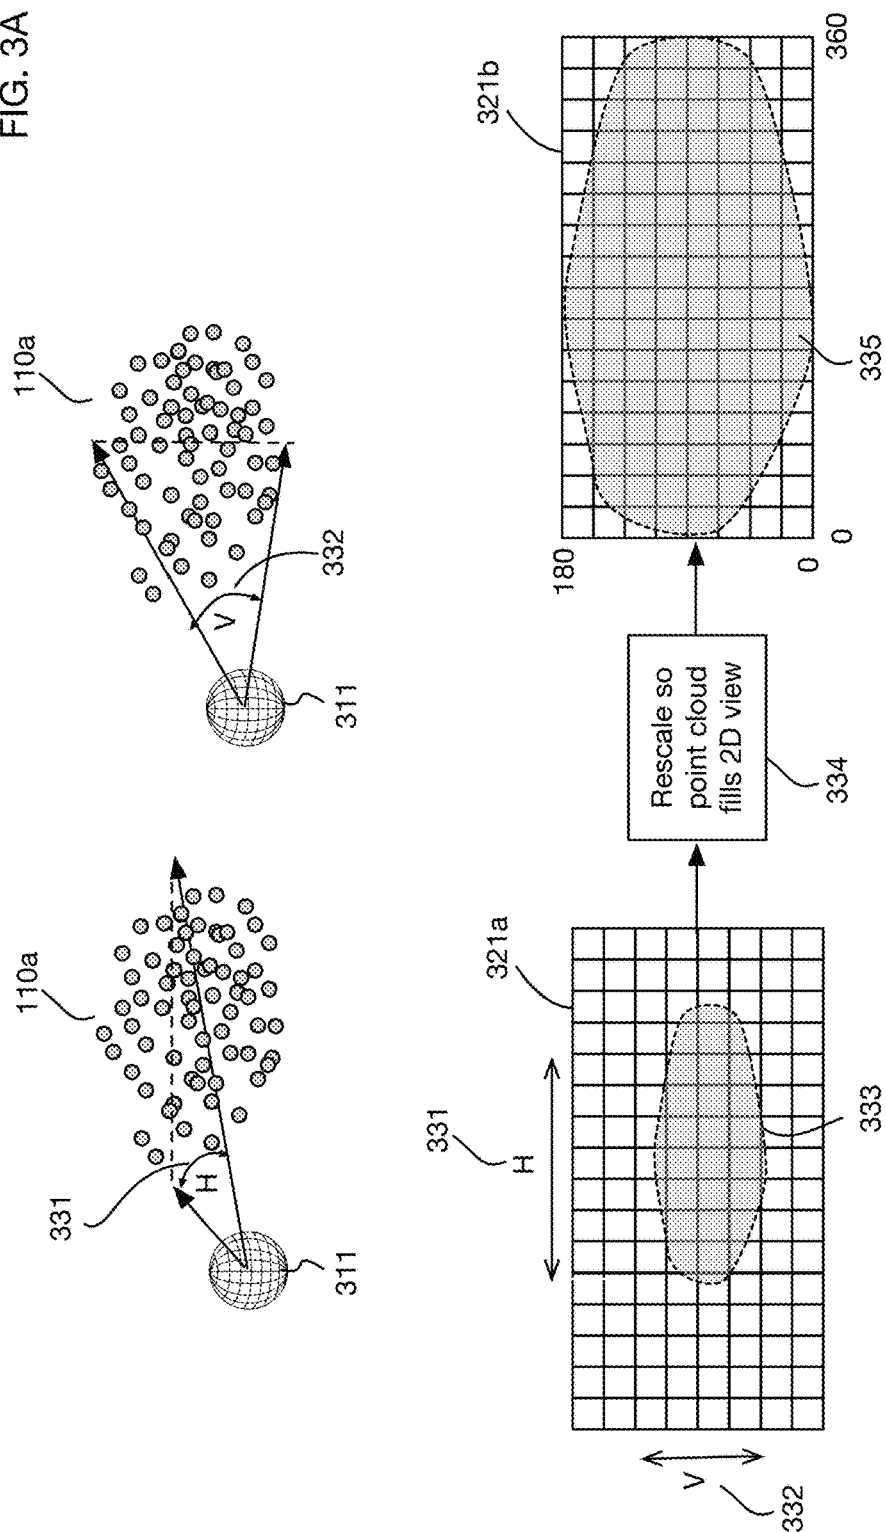 FIG. 3A
110a
110a
331
H
V
332
311
311
321a
321b
331
H
180
360
V
332
333
Rescale so
point cloud
fills 2D view
334
0
0
335